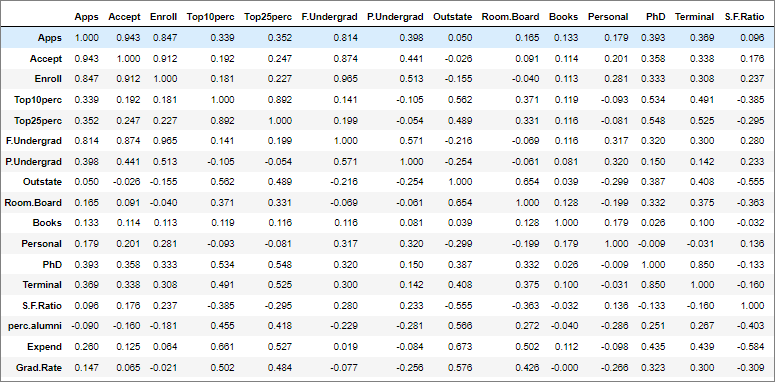 Apps Accept Enroll Top10perc Top25perc F.Undergrad P.Undergrad Outstate Room.Board Books Personal PhD Terminal S.F.Ratio
Apps 1.000 0.943 0.847 0.339 0.352 0.814 0.398 0.050 0.165 0.133 0.179 0.393 0.369 0.096
Accept 0.943 1.000 0.912 0.192 0.247 0.874 0.441 -0.026 0.091 0.114 0.201 0.358 0.338 0.176
Enroll 0.847 0.912 1.000 0.181 0.227 0.965 0.513 -0.155 -0.040 0.113 0.281 0.333 0.308 0.237
Top10perc 0.339 0.192 0.181 1.000 0.892 0.141 -0.105 0.562 0.371 0.119 -0.093 0.534 0.491 -0.385
Top25perc 0.352 0.247 0.227 0.892 1.000 0.199 -0.054 0.489 0.331 0.116 -0.081 0.548 0.525 -0.295
F.Undergrad 0.814 0.874 0.965 0.141 0.199 1.000 0.571 -0.216 -0.069 0.116 0.317 0.320 0.300 0.280
P.Undergrad 0.398 0.441 0.513 -0.105 -0.054 0.571 1.000 -0.254 -0.061 0.081 0.320 0.150 0.142 0.233
Outstate 0.050 -0.026 -0.155 0.562 0.489 -0.216 -0.254 1.000 0.654 0.039 -0.299 0.387 0.408 -0.555
Room.Board 0.165 0.091 -0.040 0.371 0.331 -0.069 -0.061 0.654 1.000 0.128 -0.199 0.332 0.375 -0.363
Books 0.133 0.114 0.113 0.119 0.116 0.116 0.081 0.039 0.128 1.000 0.179 0.026 0.100 -0.032
Personal 0.179 0.201 0.281 -0.093 -0.081 0.317 0.320 -0.299 -0.199 0.179 1.000 -0.009 -0.031 0.136
PhD 0.393 0.358 0.333 0.534 0.548 0.320 0.150 0.387 0.332 0.026 -0.009 1.000 0.850 -0.133
Terminal 0.369 0.338 0.308 0.491 0.525 0.300 0.142 0.408 0.375 0.100 -0.031 0.850 1.000 -0.160
S.F.Ratio 0.096 0.176 0.237 -0.385 -0.295 0.280 0.233 -0.555 -0.363 -0.032 0.136 -0.133 -0.160 1.000
perc.alumni -0.090 -0.160 -0.181 0.455 0.418 -0.229 -0.281 0.566 0.272 -0.040 -0.286 0.251 0.267 -0.403
Expend 0.260 0.125 0.064 0.661 0.527 0.019 -0.084 0.673 0.502 0.112 -0.098 0.435 0.439 -0.584
Grad.Rate 0.147 0.065 -0.021 0.502 0.484 -0.077 -0.256 0.576 0.426 -0.000 -0.266 0.323 0.300 -0.309